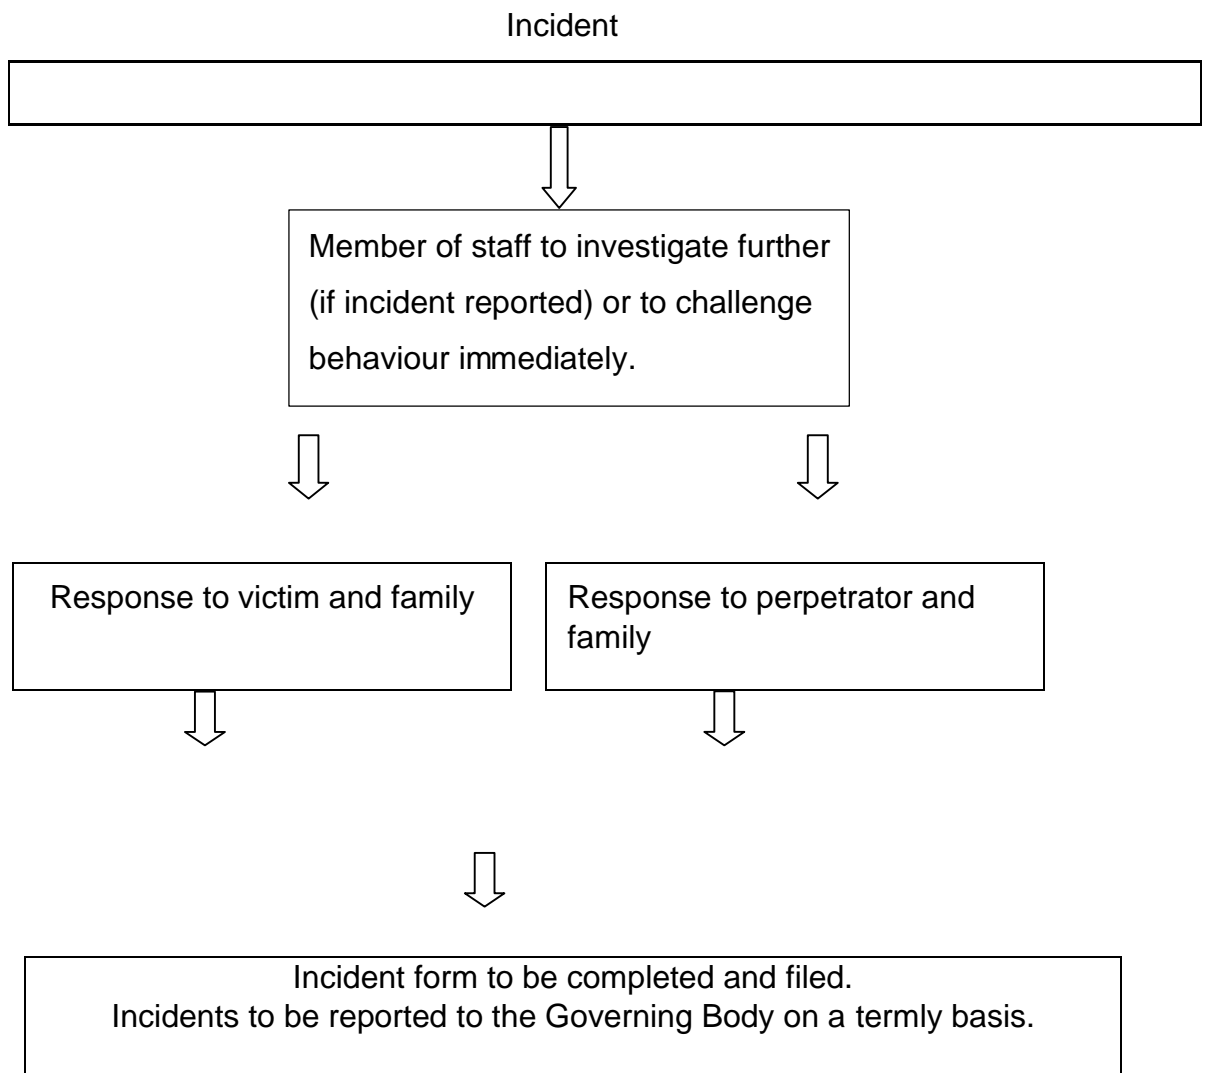 Incident
Member of staff to investigate further
(if incident reported) or to challenge
behaviour immediately.
Response to victim and family
Response to perpetrator and
family
Incident form to be completed and filed.
Incidents to be reported to the Governing Body on a termly basis.